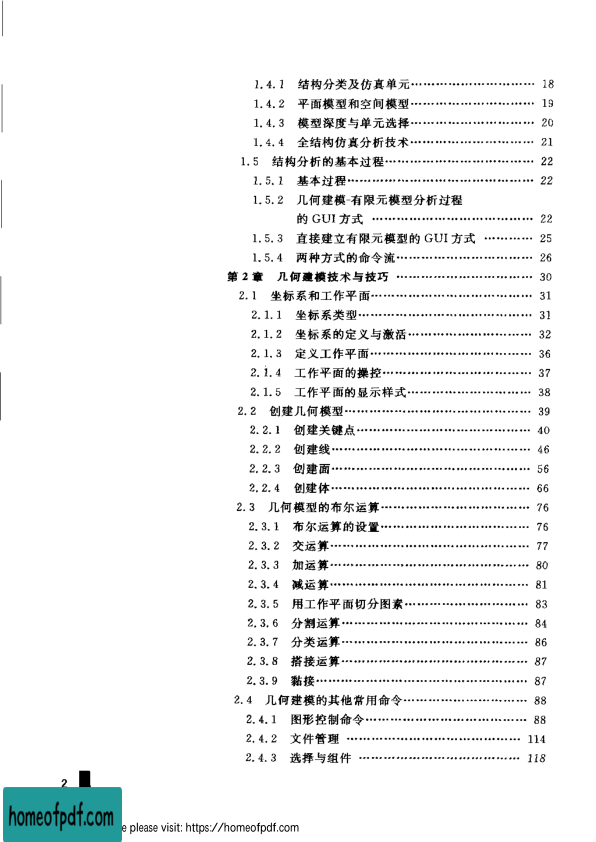 1.4.1 结构分类及仿真单元………………………… 18
1.4.2 平面模型和空间模型………………………… 19
1.4.3 模型深度与单元选择………………………… 20
1.4.4 全结构仿真分析技术………………………… 21
1.5 结构分析的基本过程……………………………… 22
1.5.1 基本过程……………………………………… 22
1.5.2 几何建模-有限元模型分析过程
的 GUI 方式 ………………………………… 22
1.5.3 直接建立有限元模型的 GUI 方式 ………… 25
1.5.4 两种方式的命令流…………………………… 26
第 2 章 几何建模技术与技巧 …………………………… 30
2.1 坐标系和工作平面………………………………… 31
2.1.1 坐标系类型…………………………………… 31
2.1.2 坐标系的定义与激活………………………… 32
2.1.3 定义工作平面………………………………… 36
2.1.4 工作平面的操控……………………………… 37
2.1.5 工作平面的显示样式………………………… 38
2.2 创建几何模型……………………………………… 39
2.2.1 创建关键点…………………………………… 40
2.2.2 创建线………………………………………… 46
2.2.3 创建面………………………………………… 56
2.2.4 创建体………………………………………… 66
2.3 几何模型的布尔运算……………………………… 76
2.3.1 布尔运算的设置……………………………… 76
2.3.2 交运算………………………………………… 77
2.3.3 加运算………………………………………… 80
2.3.4 减运算………………………………………… 81
2.3.5 用工作平面切分图素………………………… 83
2.3.6 分割运算……………………………………… 84
2.3.7 分类运算……………………………………… 86
2.3.8 搭接运算……………………………………… 87
2.3.9 黏接…………………………………………… 87
2.4 几何建模的其他常用命令………………………… 88
2.4.1 图形控制命令………………………………… 88
2.4.2 文件管理 …………………………………… 114
2.4.3 选择与组件 ………………………………… 118
2
homeofpdf.com
e please visit: https://homeofpdf.com